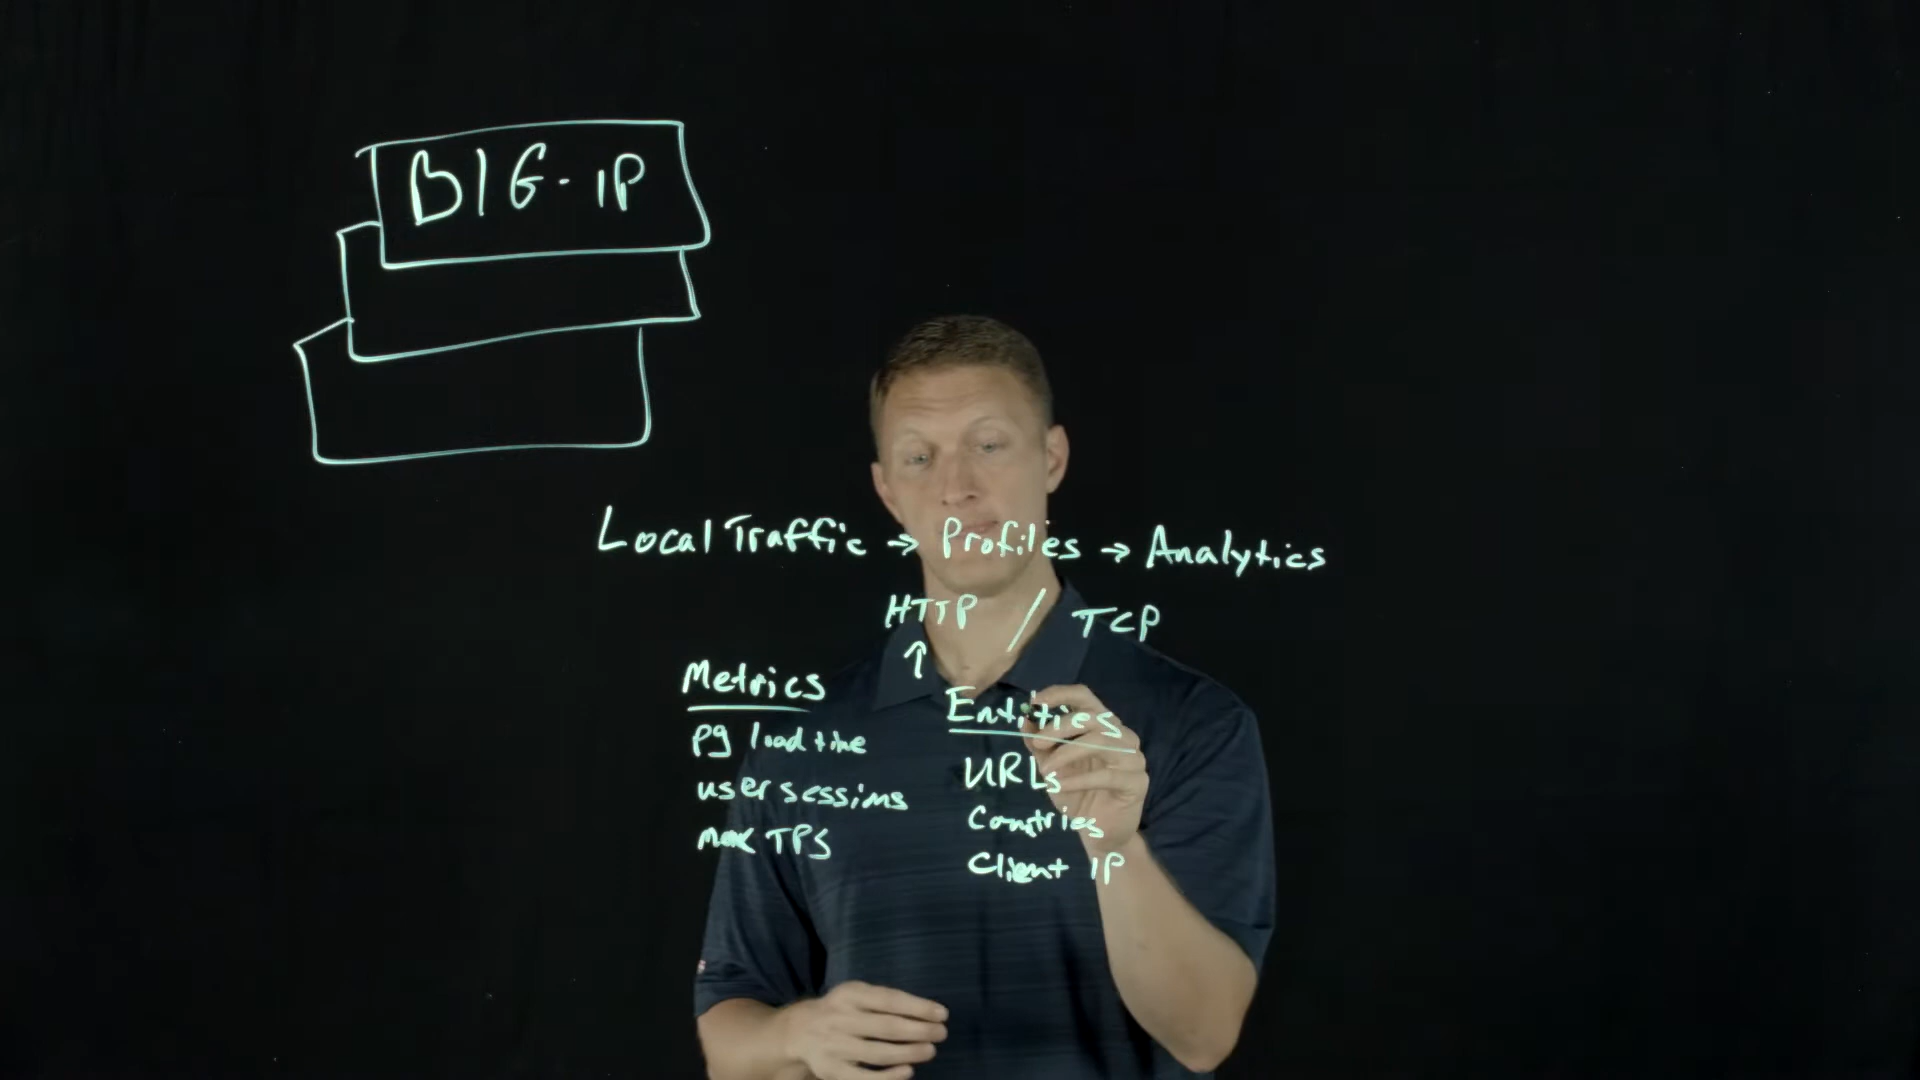 BIG-IP
Local Traffic → Profiles → Analytics
HTTP / TCP
↑
Metrics
pg load time
user sessions
max TPS
Entities
URLs
Countries
Client IP